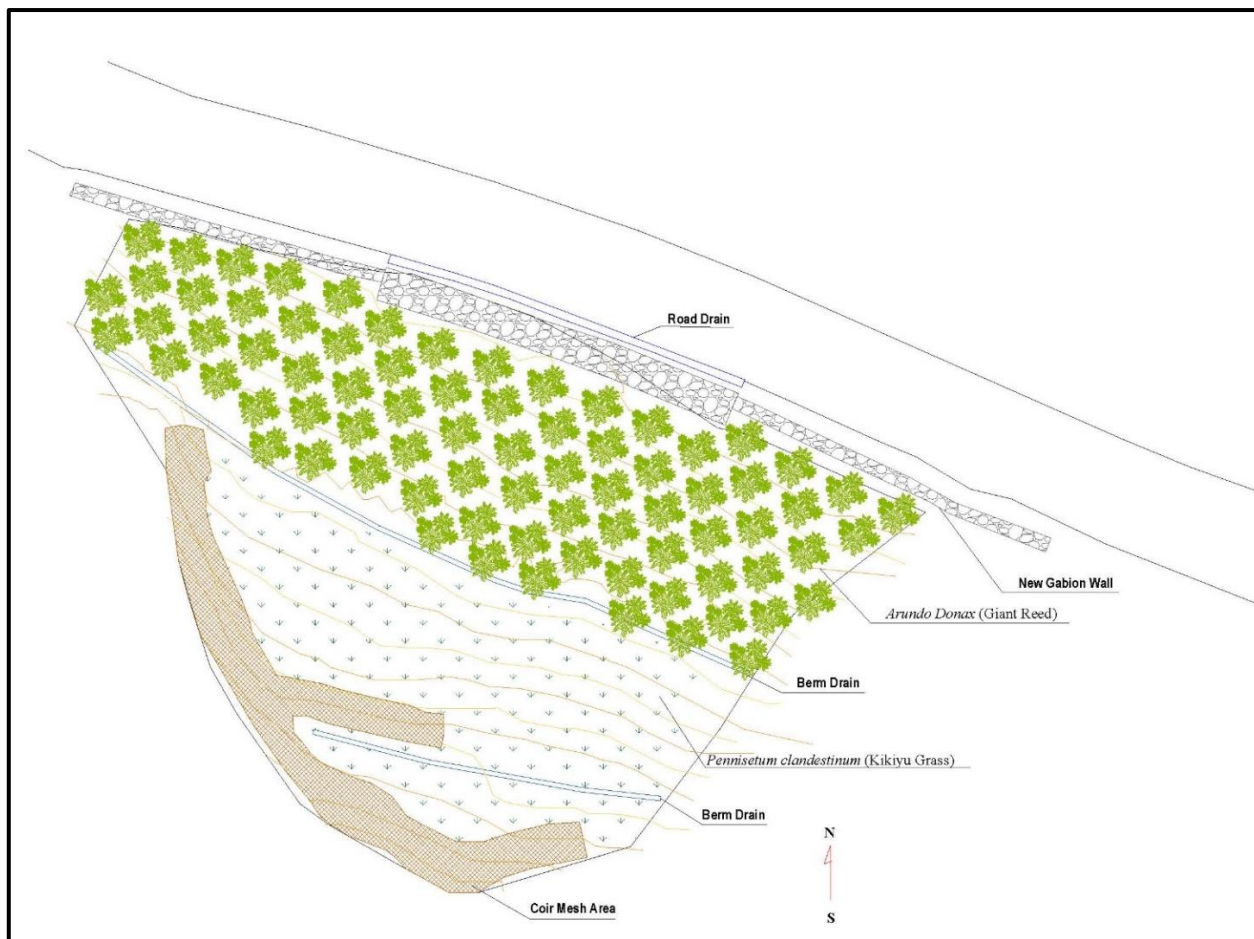 Road Drain
New Gabion Wall
Arundo Donax (Giant Reed)
Berm Drain
Pennisetum clandestinum (Kikiyu Grass)
Berm Drain
N
S
Coir Mesh Area